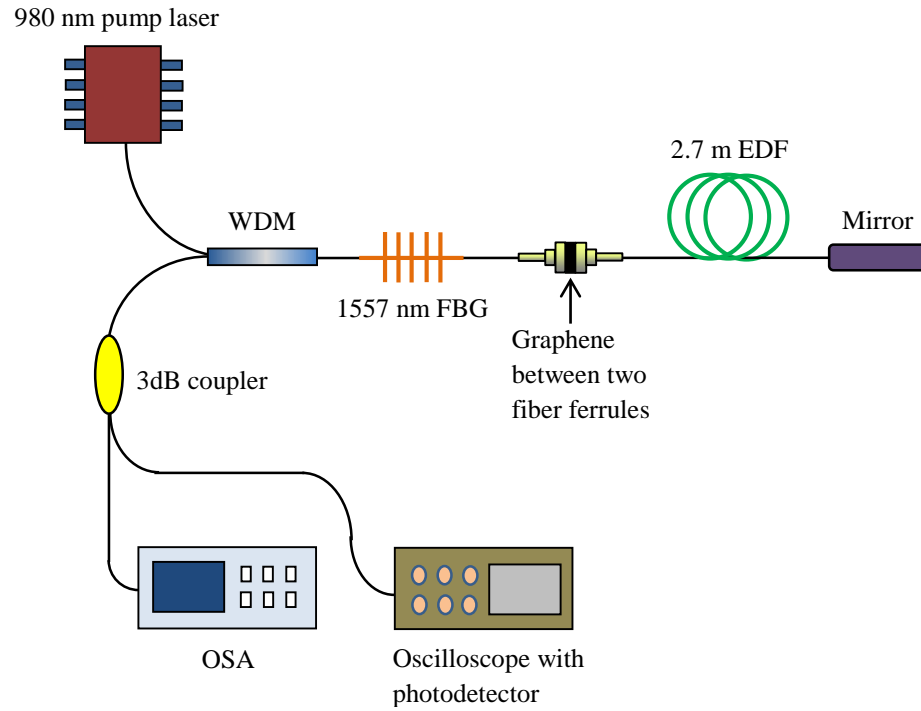 980 nm pump laser
2.7 m EDF
WDM
Mirror
1557 nm FBG
Graphene
between two
fiber ferrules
3dB coupler
OSA
Oscilloscope with
photodetector